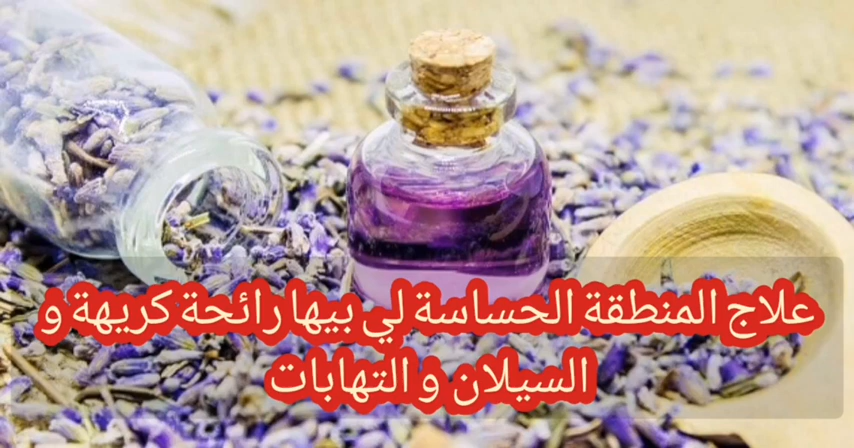 علاج المنطقة الحساسة لي بيها رائحة كريهة و
السيلان و التهابات